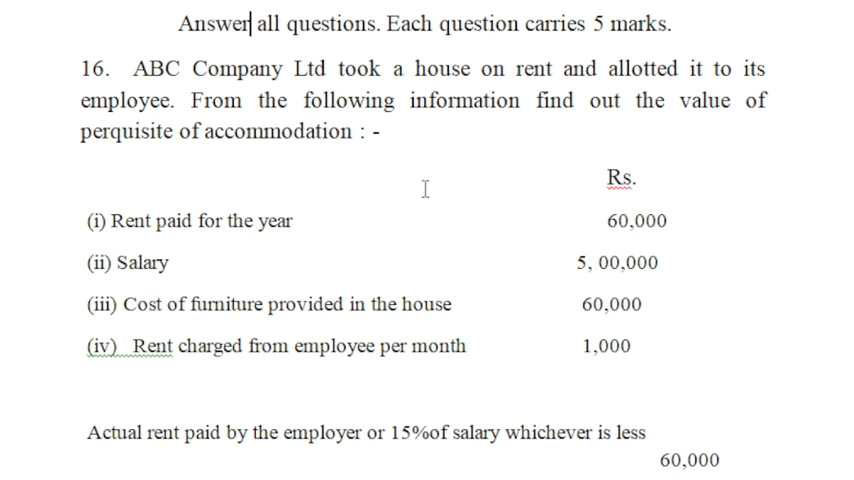 Answer all questions. Each question carries 5 marks.
16. ABC Company Ltd took a house on rent and allotted it to its
employee. From the following information find out the value of
perquisite of accommodation : -
Rs.
(i) Rent paid for the year 60,000
(ii) Salary 5, 00,000
(iii) Cost of furniture provided in the house 60,000
(iv) Rent charged from employee per month 1,000
Actual rent paid by the employer or 15%of salary whichever is less
60,000